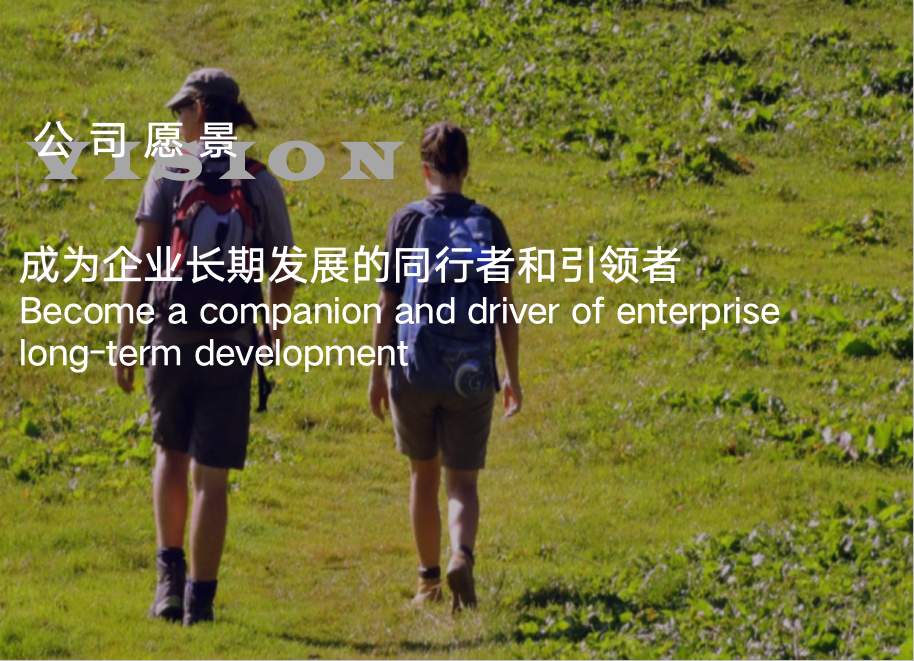 公司愿景
VISION
成为企业长期发展的同行者和引领者
Become a companion and driver of enterprise
long-term development